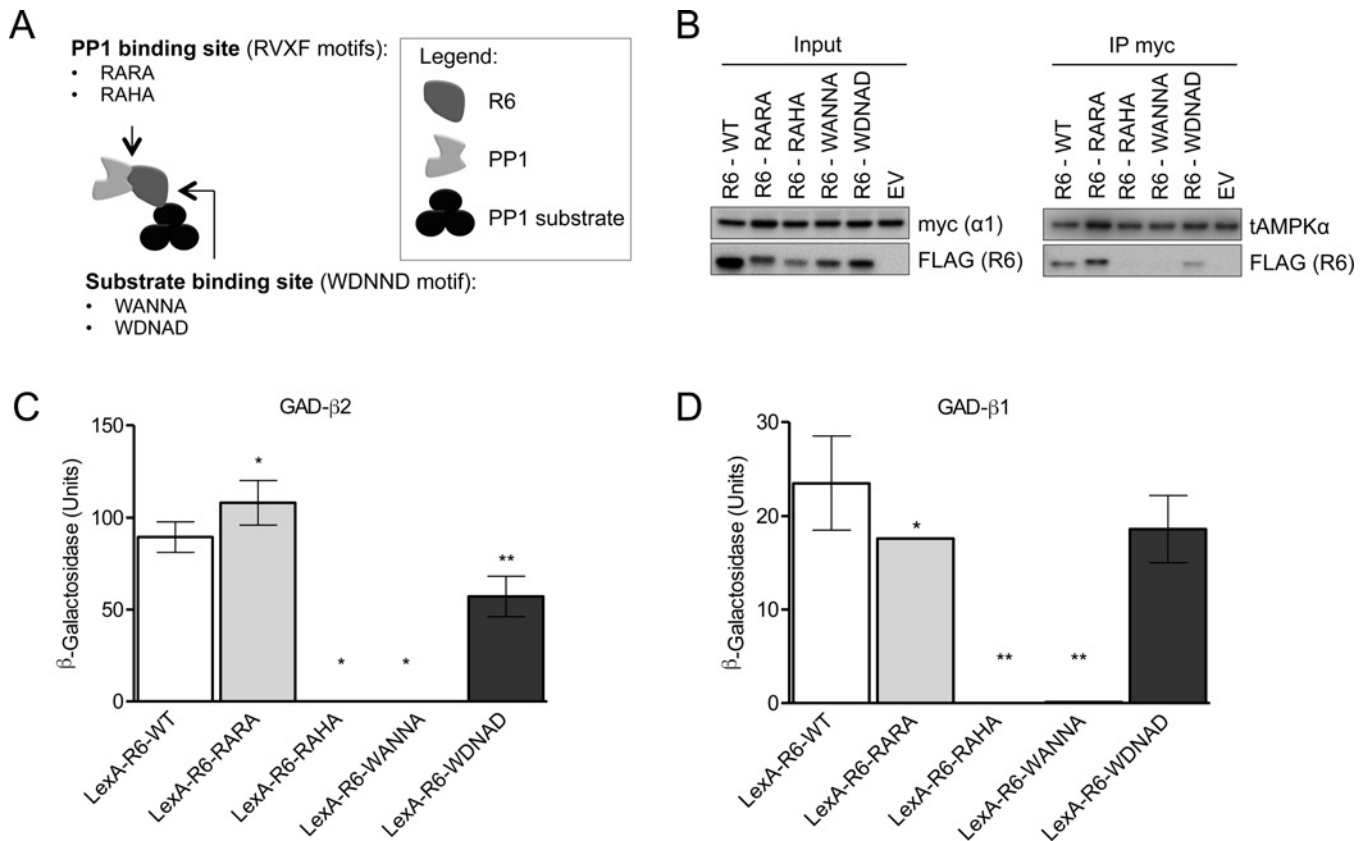 A
PP1 binding site (RVXF motifs):
• RARA
• RAHA
Substrate binding site (WDNND motif):
• WANNA
• WDNAD
Legend:
R6
PP1
PP1 substrate
B
Input
R6 - WT
R6 - RARA
R6 - RAHA
R6 - WANNA
R6 - WDNAD
EV
myc (α1)
FLAG (R6)
IP myc
R6 - WT
R6 - RARA
R6 - RAHA
R6 - WANNA
R6 - WDNAD
EV
tAMPKα
FLAG (R6)
C
GAD-β2
β-Galactosidase (Units)
150
100
50
0
*
*
*
**
LexA-R6-WT
LexA-R6-RARA
LexA-R6-RAHA
LexA-R6-WANNA
LexA-R6-WDNAD
D
GAD-β1
β-Galactosidase (Units)
30
20
10
0
*
**
**
LexA-R6-WT
LexA-R6-RARA
LexA-R6-RAHA
LexA-R6-WANNA
LexA-R6-WDNAD